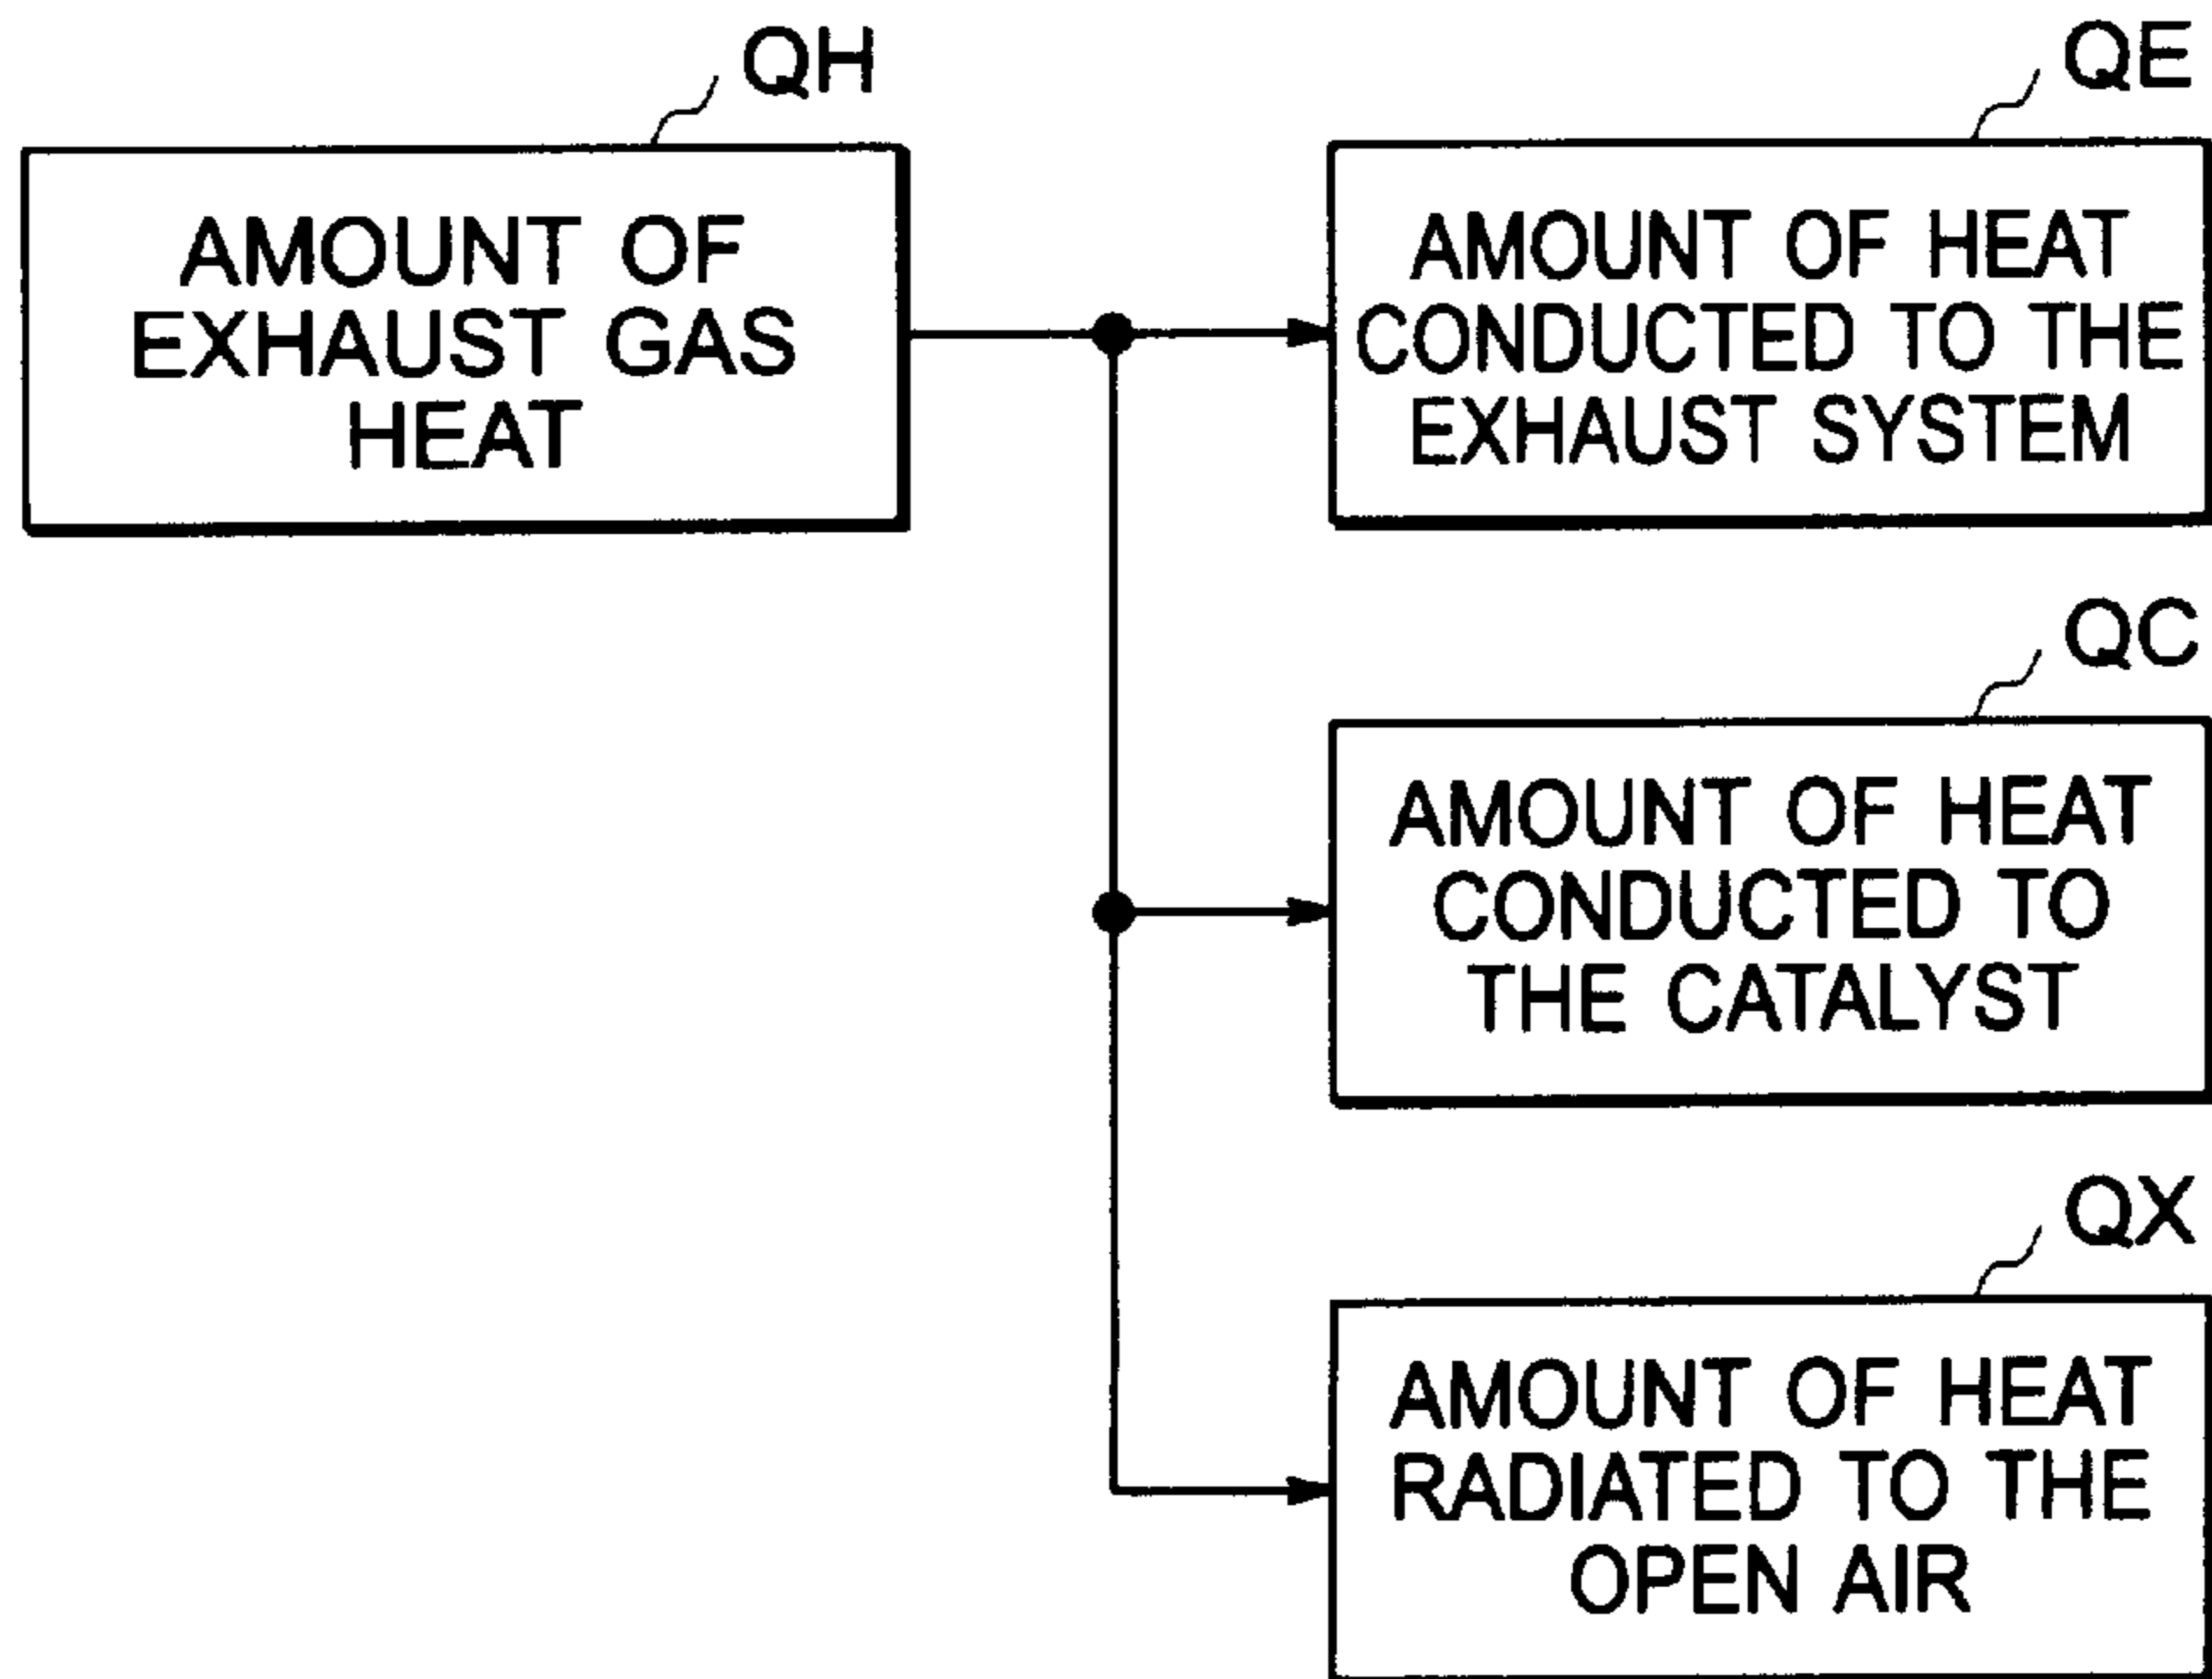 QH
AMOUNT OF
EXHAUST GAS
HEAT
QE
AMOUNT OF HEAT
CONDUCTED TO THE
EXHAUST SYSTEM
QC
AMOUNT OF HEAT
CONDUCTED TO
THE CATALYST
QX
AMOUNT OF HEAT
RADIATED TO THE
OPEN AIR